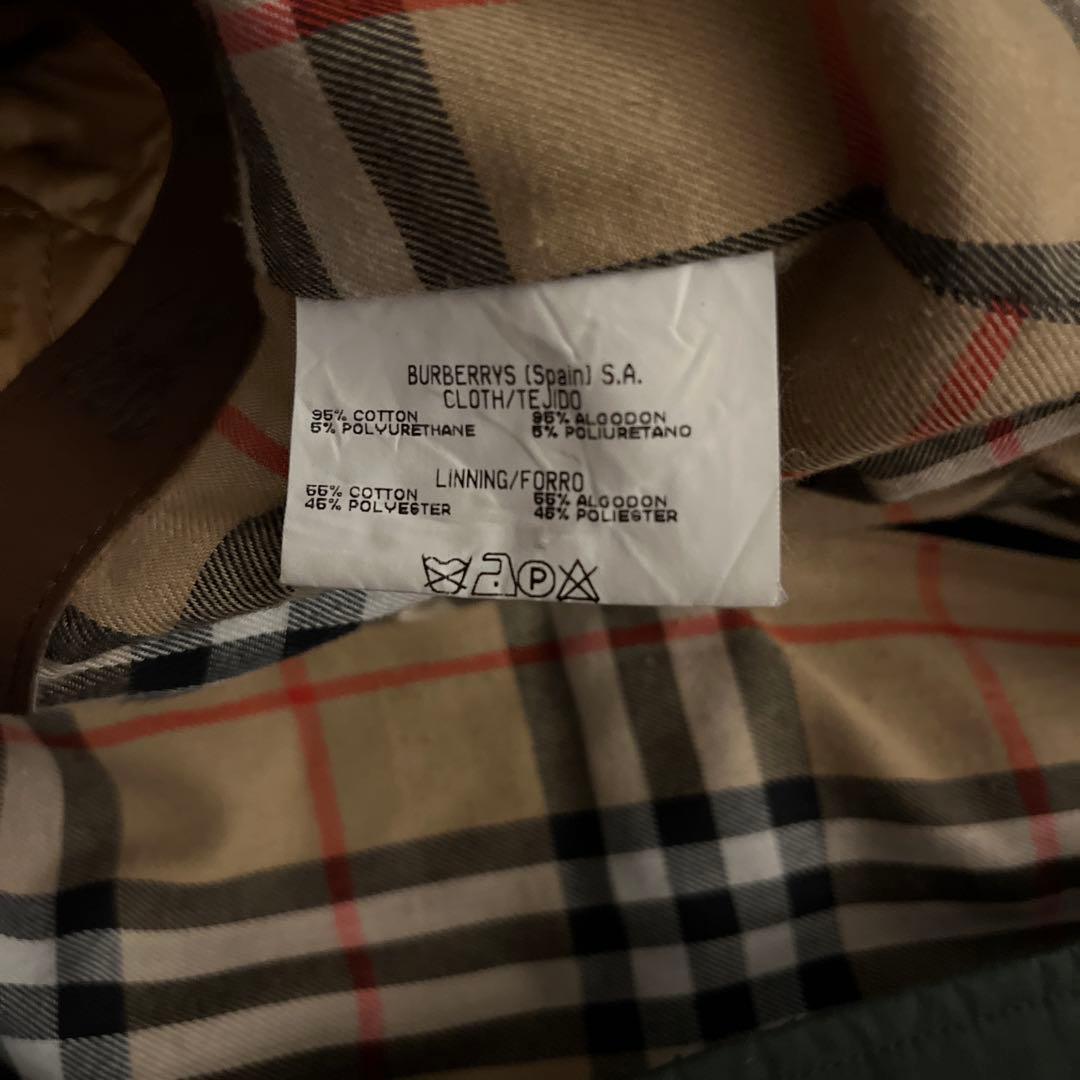 BURBERRYS (Spain) S.A.
CLOTH/TEJIDO
95% COTTON 95% ALGODON
5% POLYURETHANE 5% POLIURETANO
LINNING/FORRO
55% COTTON 55% ALGODON
45% POLYESTER 45% POLIESTER
P